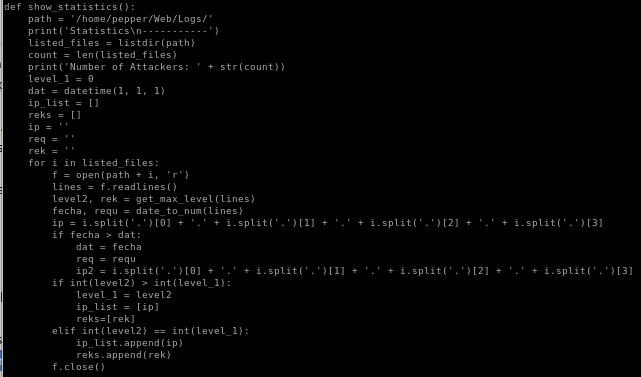 def show_statistics():
    path = '/home/pepper/Web/Logs/'
    print('Statistics\n-----------')
    listed_files = listdir(path)
    count = len(listed_files)
    print('Number of Attackers: ' + str(count))
    level_1 = 0
    dat = datetime(1, 1, 1)
    ip_list = []
    reks = []
    ip = ''
    req = ''
    rek = ''
    for i in listed_files:
        f = open(path + i, 'r')
        lines = f.readlines()
        level2, rek = get_max_level(lines)
        fecha, requ = date_to_num(lines)
        ip = i.split('.')[0] + '.' + i.split('.')[1] + '.' + i.split('.')[2] + '.' + i.split('.')[3]
        if fecha > dat:
            dat = fecha
            req = requ
            ip2 = i.split('.')[0] + '.' + i.split('.')[1] + '.' + i.split('.')[2] + '.' + i.split('.')[3]
        if int(level2) > int(level_1):
            level_1 = level2
            ip_list = [ip]
            reks=[rek]
        elif int(level2) == int(level_1):
            ip_list.append(ip)
            reks.append(rek)
        f.close()